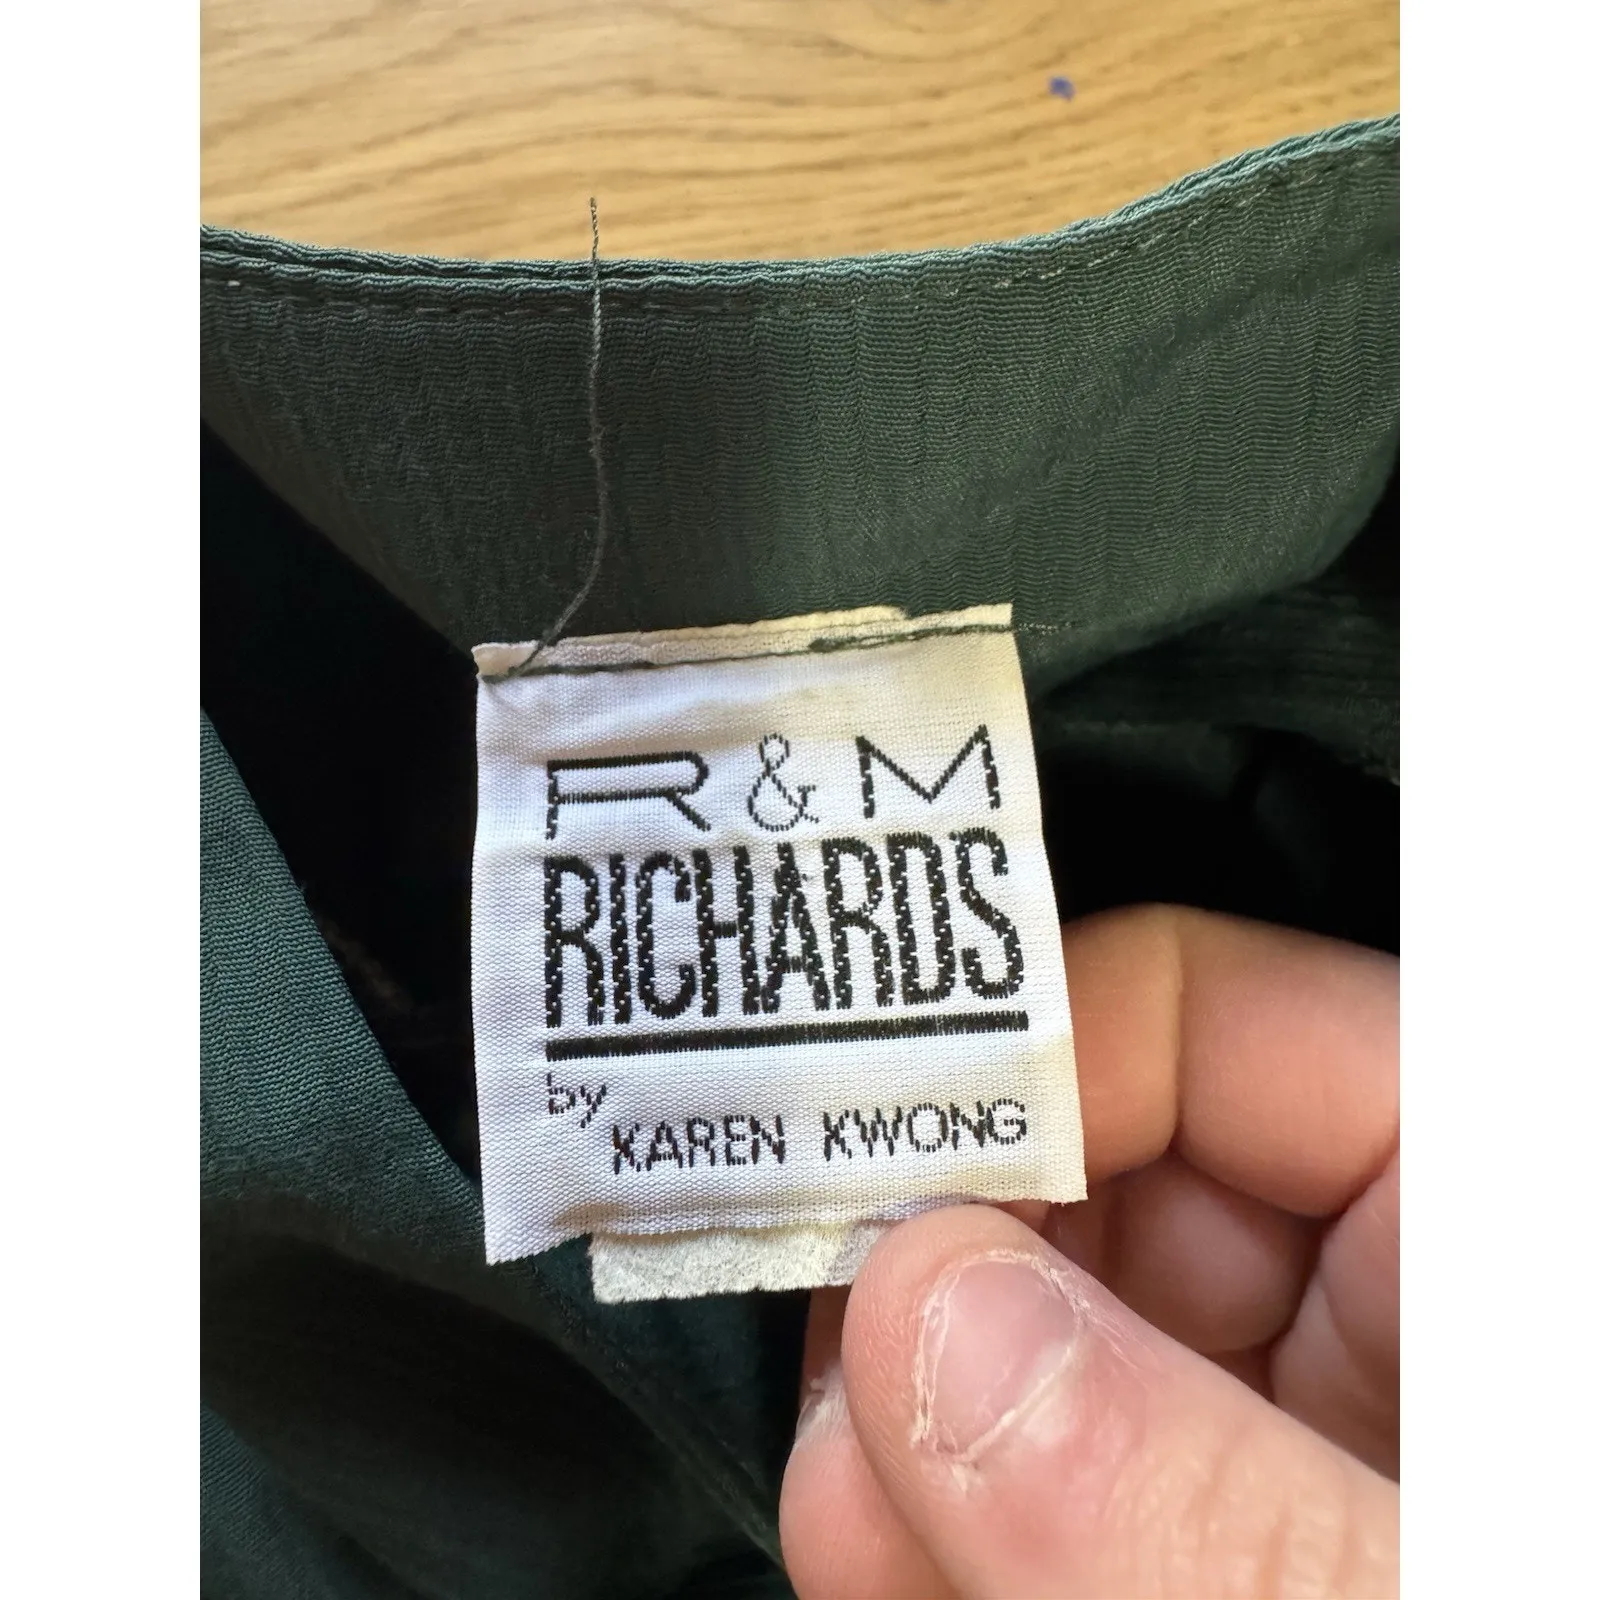 R & M
RICHARDS
by
KAREN KWONG